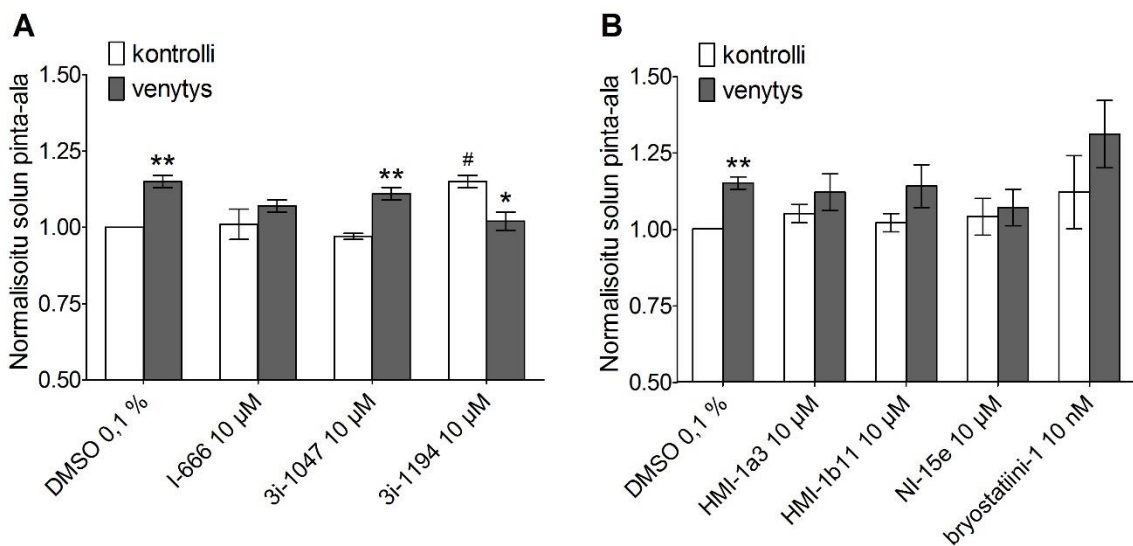 A
kontrolli
venytys
Normalisoitu solun pinta-ala
1.50
1.25
1.00
0.75
0.50
**
**
#
*
DMSO 0,1 %
I-666 10 µM
3i-1047 10 µM
3i-1194 10 µM
B
kontrolli
venytys
Normalisoitu solun pinta-ala
1.50
1.25
1.00
0.75
0.50
**
DMSO 0,1 %
HMI-1a3 10 µM
HMI-1b11 10 µM
NI-15e 10 µM
bryostatiini-1 10 nM